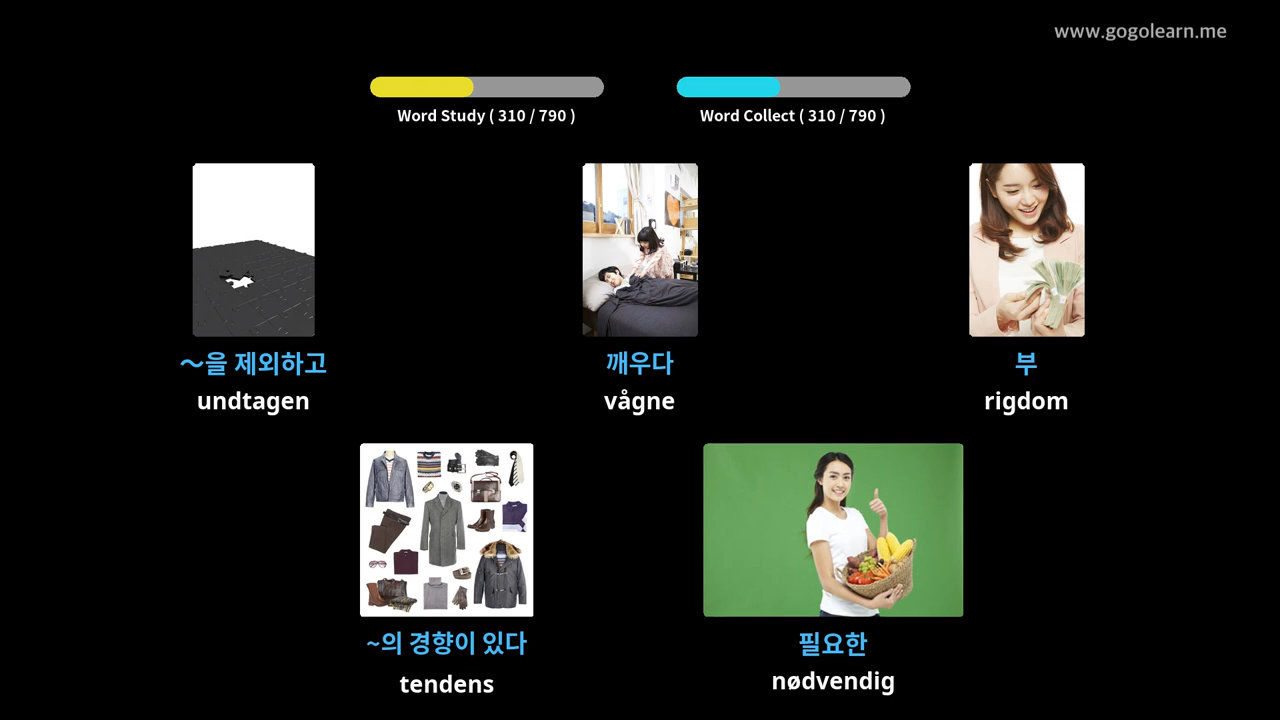 www.gogolearn.me
Word Study ( 310 / 790 )
Word Collect ( 310 / 790 )
～을 제외하고
undtagen
깨우다
vågne
부
rigdom
~의 경향이 있다
tendens
필요한
nødvendig